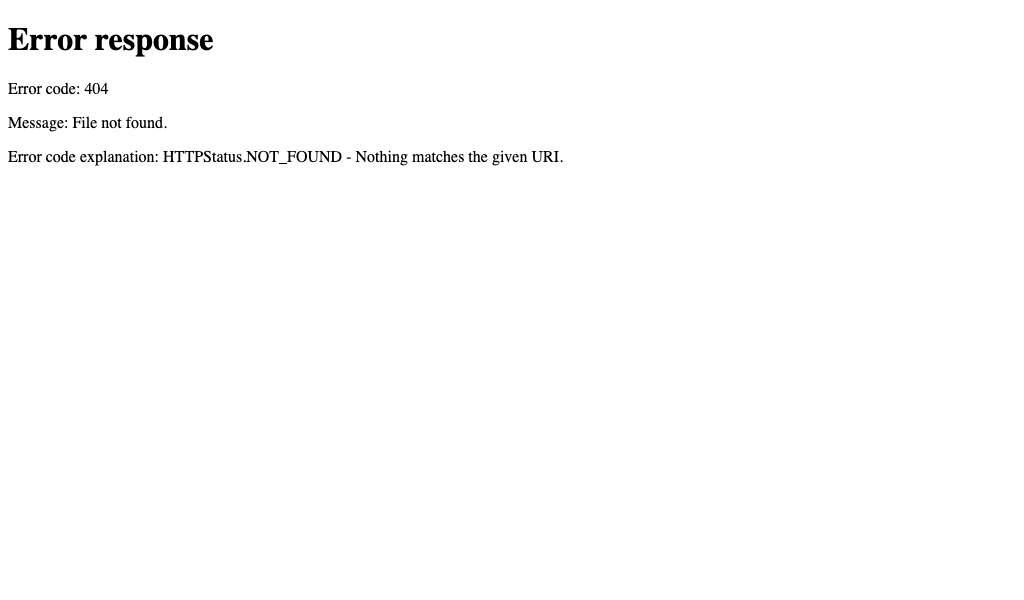 Error response
Error code: 404
Message: File not found.
Error code explanation: HTTPStatus.NOT_FOUND - Nothing matches the given URI.